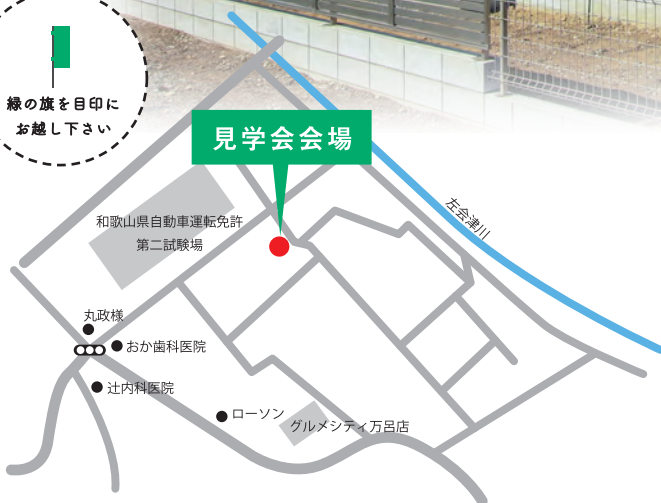 緑の旗を目印に
お越し下さい
見学会会場
左会津川
和歌山県自動車運転免許
第二試験場
丸政様
おか歯科医院
辻内科医院
ローソン
グルメシティ万呂店